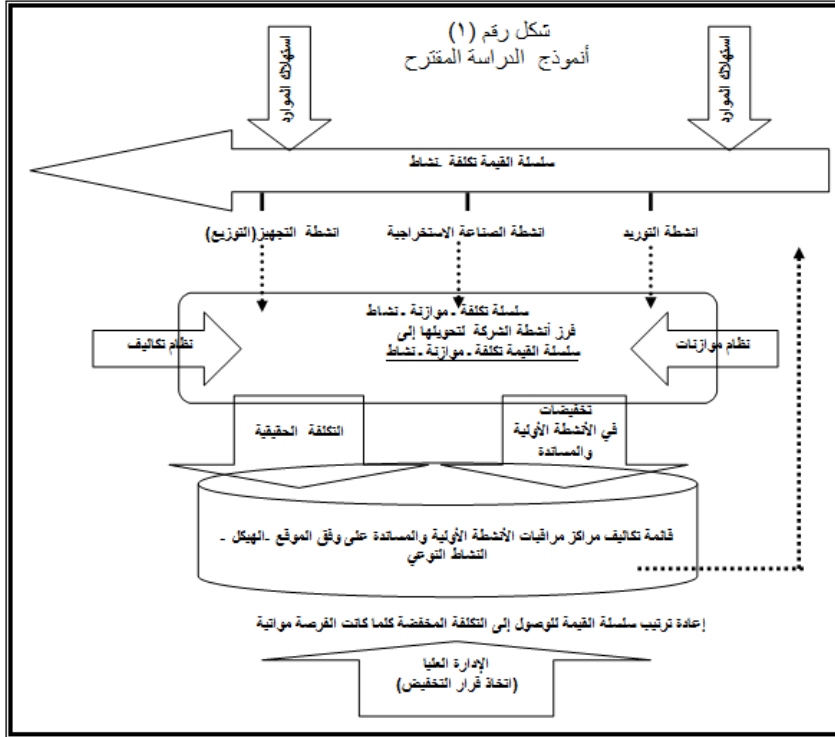 شكل رقم (١)
أنموذج الدراسة المقترح
استهلاك الموارد
استهلاك الموارد
سلسلة القيمة تكلفة ـ نشاط
انشطة التوريد
انشطة الصناعة الاستخراجية
انشطة التجهيز(التوزيع)
سلسلة تكلفة ـ موازنة ـ نشاط
فرز أنشطة الشركة لتحويلها إلى
سلسلة القيمة تكلفة ـ موازنة ـ نشاط
نظام موازنات
نظام تكاليف
تخفيضات
في الأنشطة الأولية
والمساندة
التكلفة الحقيقية
قائمة تكاليف مراكز مراقبات الأنشطة الأولية والمساندة على وفق الموقع ـ الهيكل ـ
النشاط النوعي
إعادة ترتيب سلسلة القيمة للوصول إلى التكلفة المخفضة كلما كانت الفرصة مواتية
الإدارة العليا
(اتخاذ قرار التخفيض)